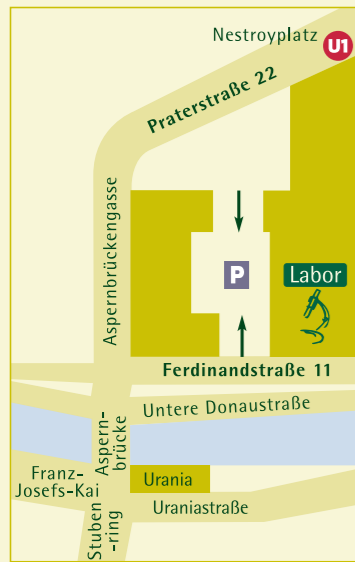 Nestroyplatz
U1
Praterstraße 22
Aspernbrückengasse
P
Labor
Ferdinandstraße 11
Untere Donaustraße
Aspern-
brücke
Franz-
Josefs-Kai
Urania
Uraniastraße
Stuben
-ring